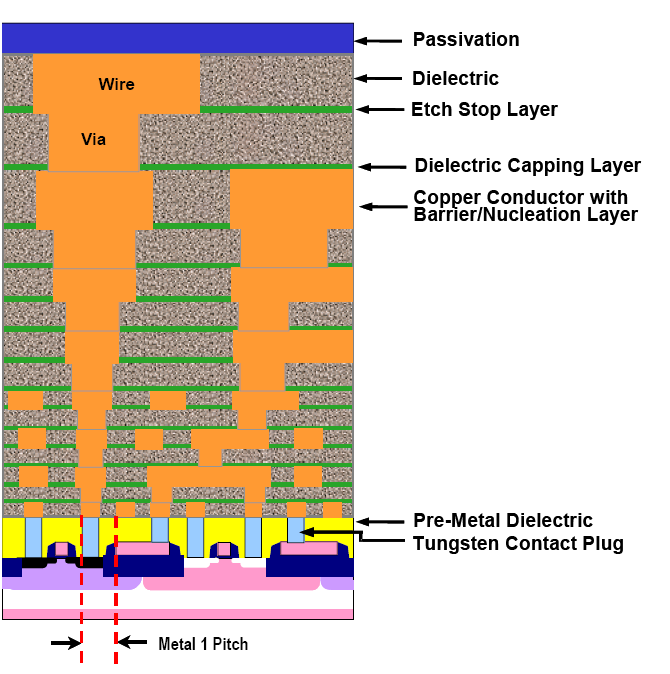 Passivation
Wire
Dielectric
Etch Stop Layer
Via
Dielectric Capping Layer
Copper Conductor with
Barrier/Nucleation Layer
Pre-Metal Dielectric
Tungsten Contact Plug
Metal 1 Pitch